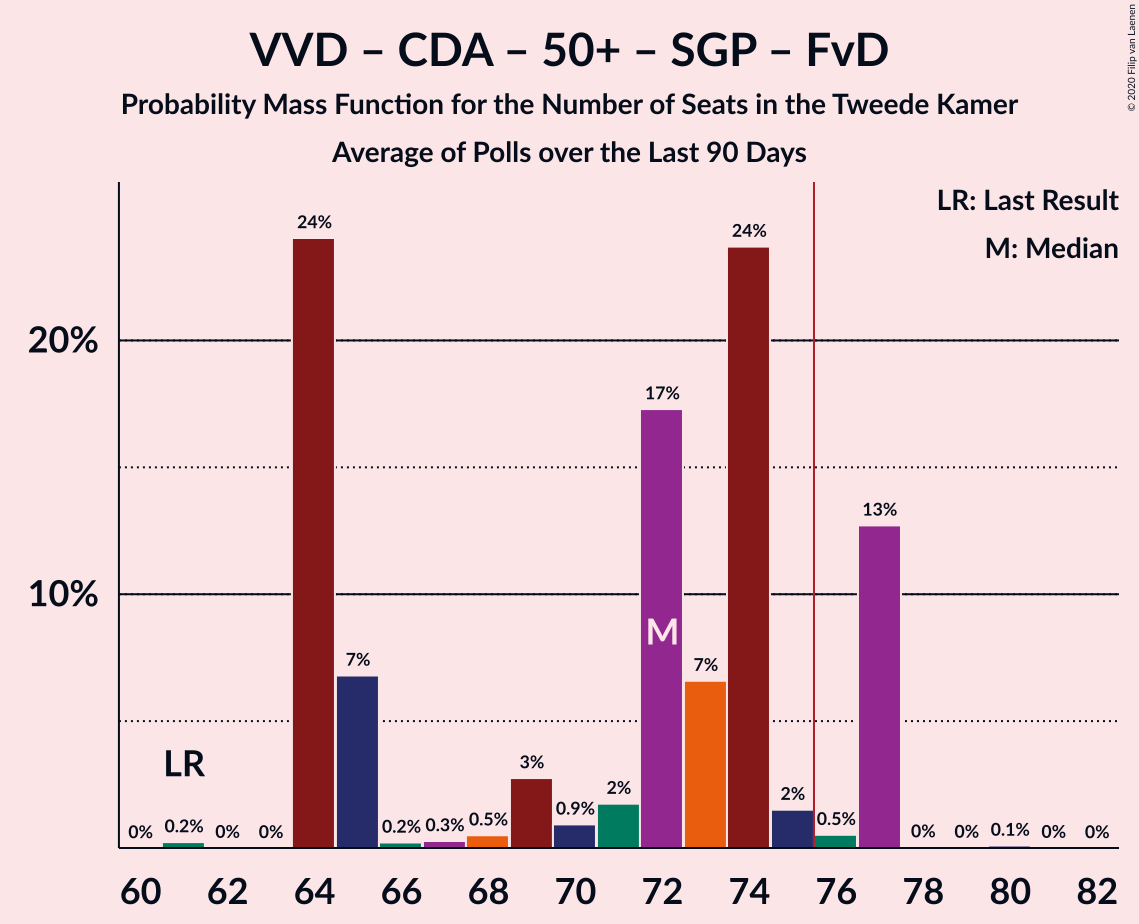 VVD – CDA – 50+ – SGP – FvD
Probability Mass Function for the Number of Seats in the Tweede Kamer
Average of Polls over the Last 90 Days
© 2020 Filip van Laenen
LR: Last Result
M: Median
20%
10%
24%
24%
17%
13%
7%
7%
LR
M
3%
2%
2%
0%
0.2%
0%
0%
0.2%
0.3%
0.5%
0.9%
0.5%
0%
0%
0.1%
0%
0%
60 62 64 66 68 70 72 74 76 78 80 82